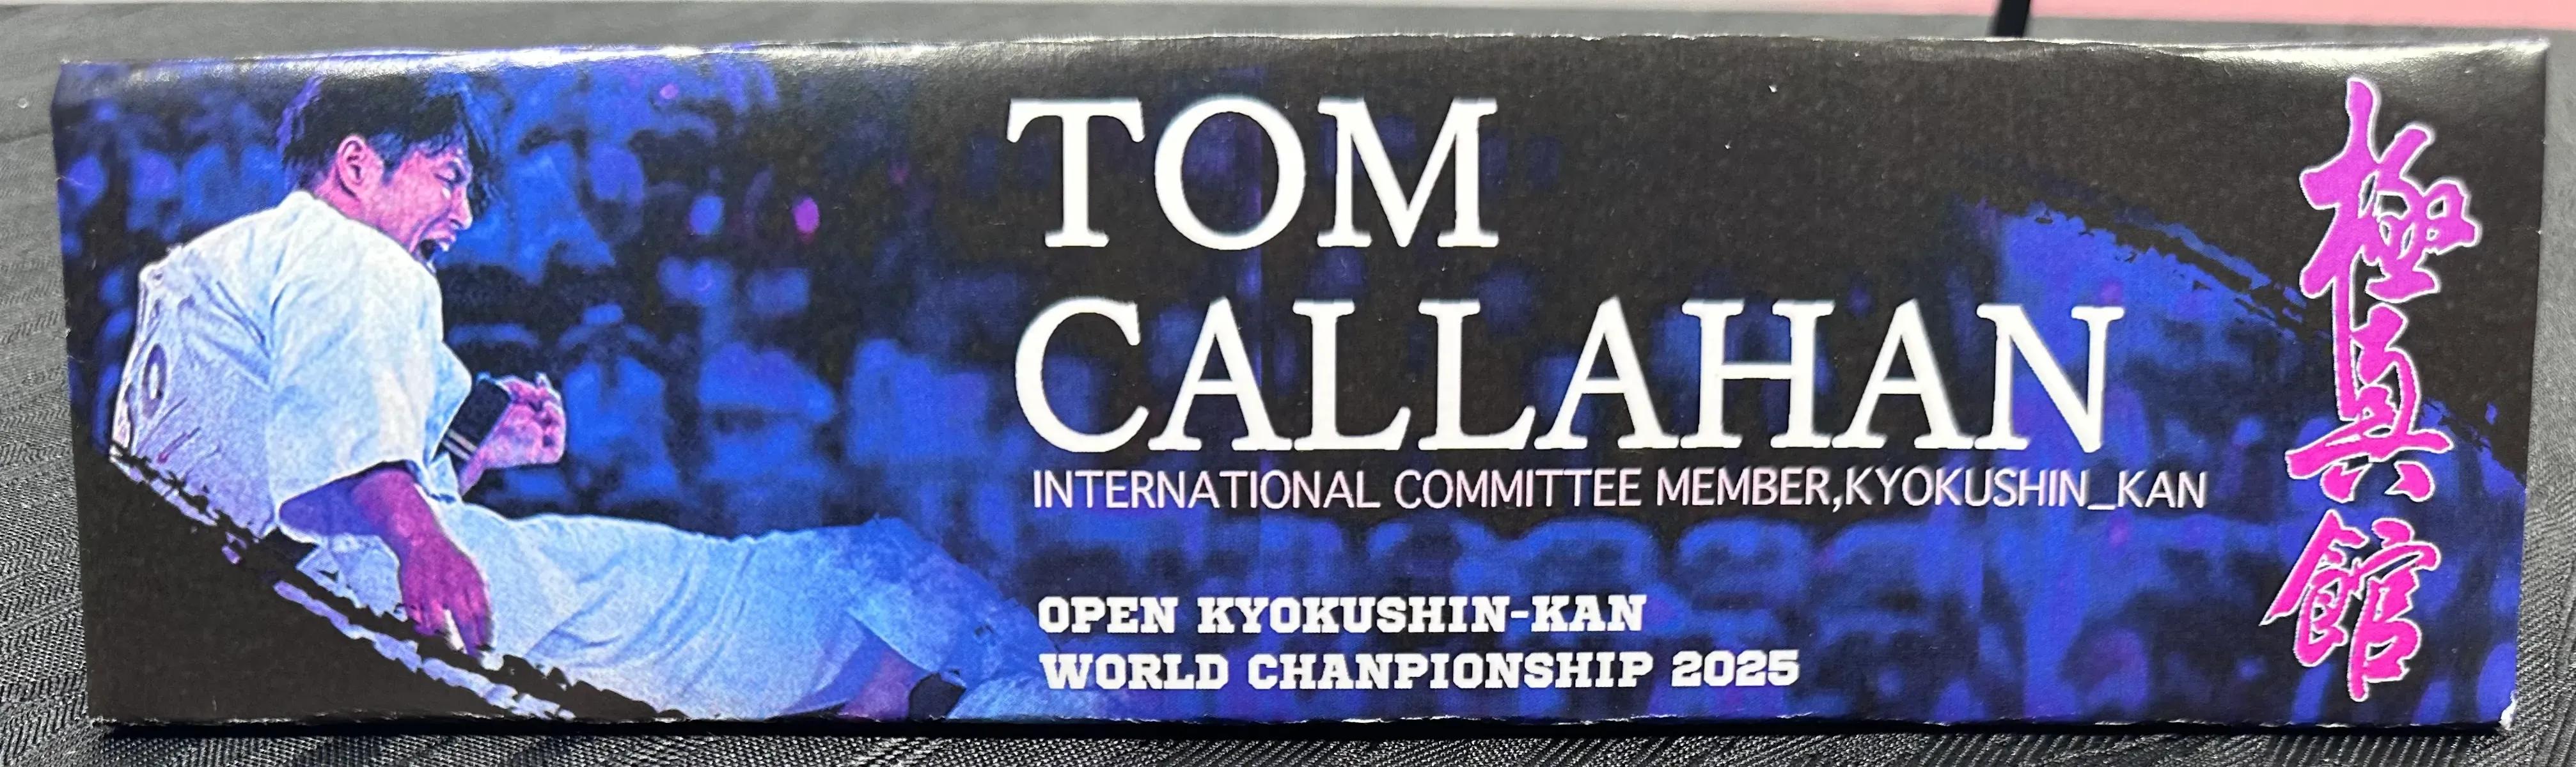 TOM
CALLAHAN
INTERNATIONAL COMMITTEE MEMBER,KYOKUSHIN_KAN
OPEN KYOKUSHIN-KAN
WORLD CHANPIONSHIP 2025
極真館